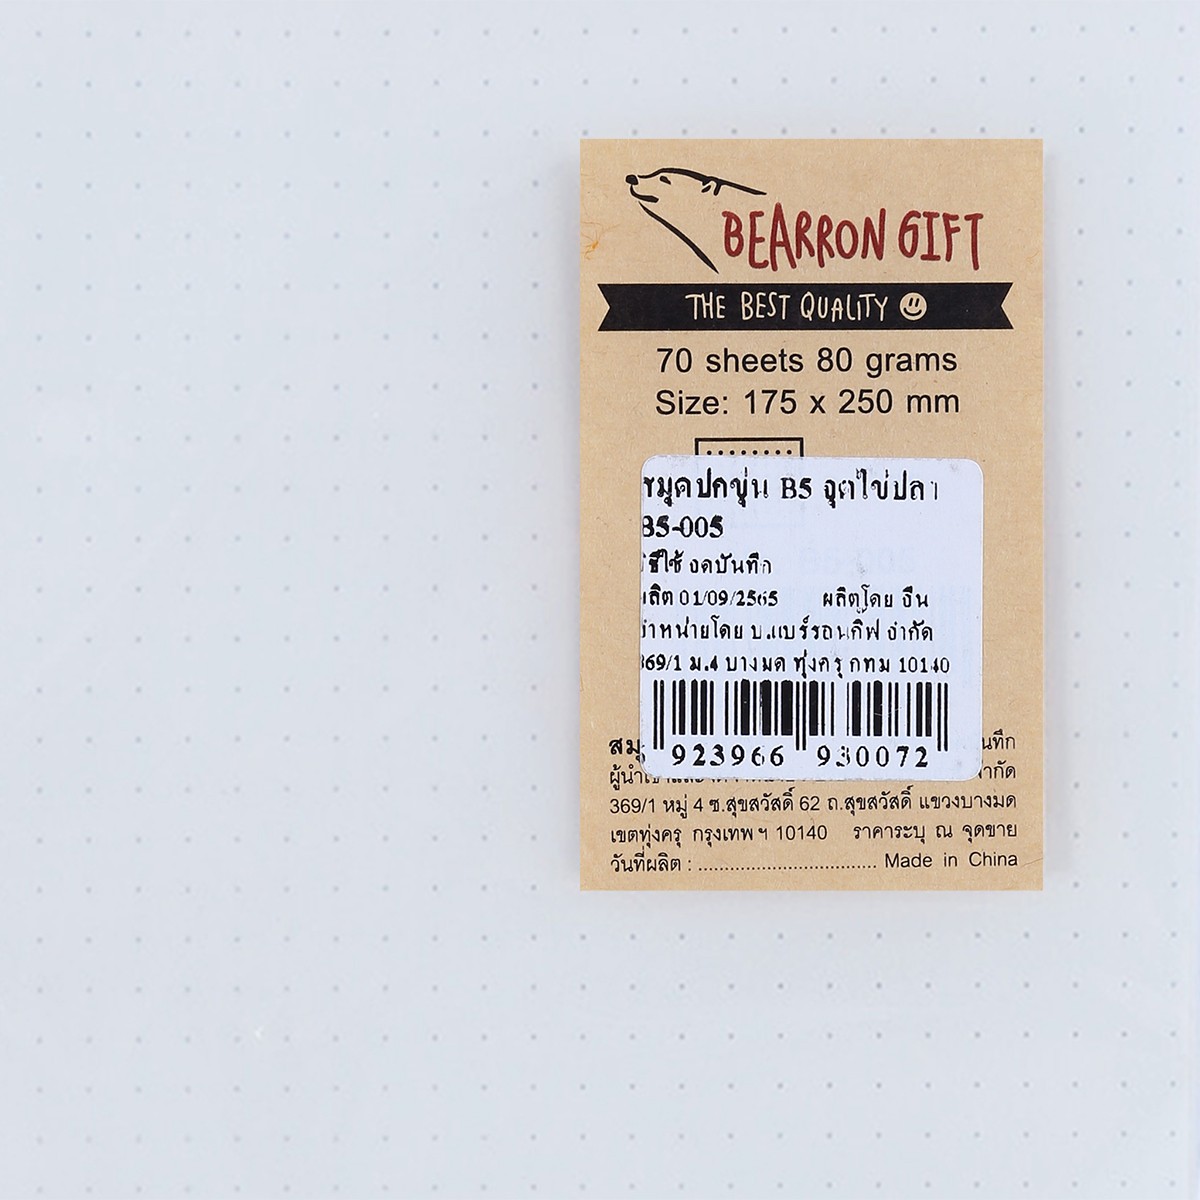 BEARRON GIFT
THE BEST QUALITY
70 sheets 80 grams
Size: 175 x 250 mm
สมุดปกขุ่น B5 จุดไข่ปลา
B5-005
วิธีใช้ จดบันทึก
ผลิต 01/09/2565 ผลิตโดย จีน
จำหน่ายโดย บ.แบร์รอนกิ๊ฟ จำกัด
369/1 ม.4 บางมด ทุ่งครุ กทม 10140
923966 930072
369/1 หมู่ 4 ซ.สุขสวัสดิ์ 62 ถ.สุขสวัสดิ์ แขวงบางมด
เขตทุ่งครุ กรุงเทพฯ 10140 ราคาระบุ ณ จุดขาย
วันที่ผลิต : .................................. Made in China